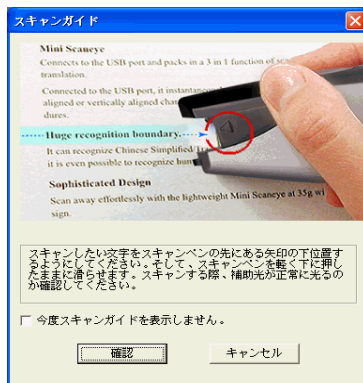 スキャンガイド
Mini Scaneye
Connects to the USB port and packs in a 3 in 1 function of
translation.
Connected to the USB port, it
aligned or vertically aligned
dures.
Huge recognition boundary.
It can recognize Chinese Simplified/
it is even possible to recognize
Sophisticated Design
Scan away effortlessly with the lightweight Mini Scaneye at 35g
sign.
スキャンしたい文字をスキャンペンの先にある矢印の下位置す
るようにしてください。そして、スキャンペンを軽く下に押し
たままに滑らせます。スキャンする際、補助光が正常に光るの
か確認してください。
今度スキャンガイドを表示しません。
確認
キャンセル